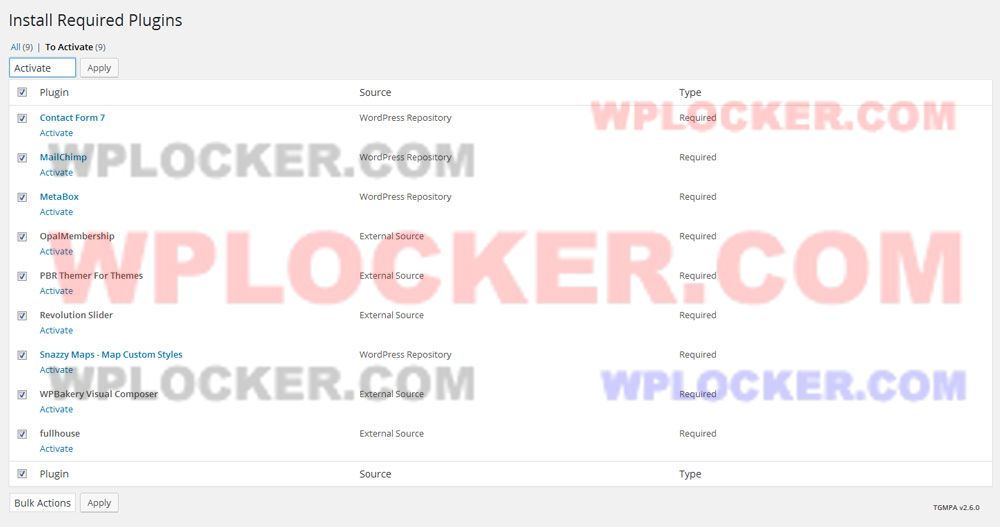 Install Required Plugins
All (9) | To Activate (9)
Activate Apply
Plugin Source Type
Contact Form 7 WordPress Repository Required
Activate
WPLOCKER.COM
MailChimp WordPress Repository Required
Activate
WPLOCKER.COM
MetaBox WordPress Repository Required
Activate
OpalMembership External Source Required
Activate
WPLOCKER.COM
PBR Themer For Themes External Source Required
Activate
Revolution Slider External Source Required
Activate
Snazzy Maps - Map Custom Styles WordPress Repository Required
Activate
WPLOCKER.COM WPLOCKER.COM
WPBakery Visual Composer External Source Required
Activate
fullhouse External Source Required
Activate
Plugin Source Type
Bulk Actions Apply
TGMPA v2.6.0